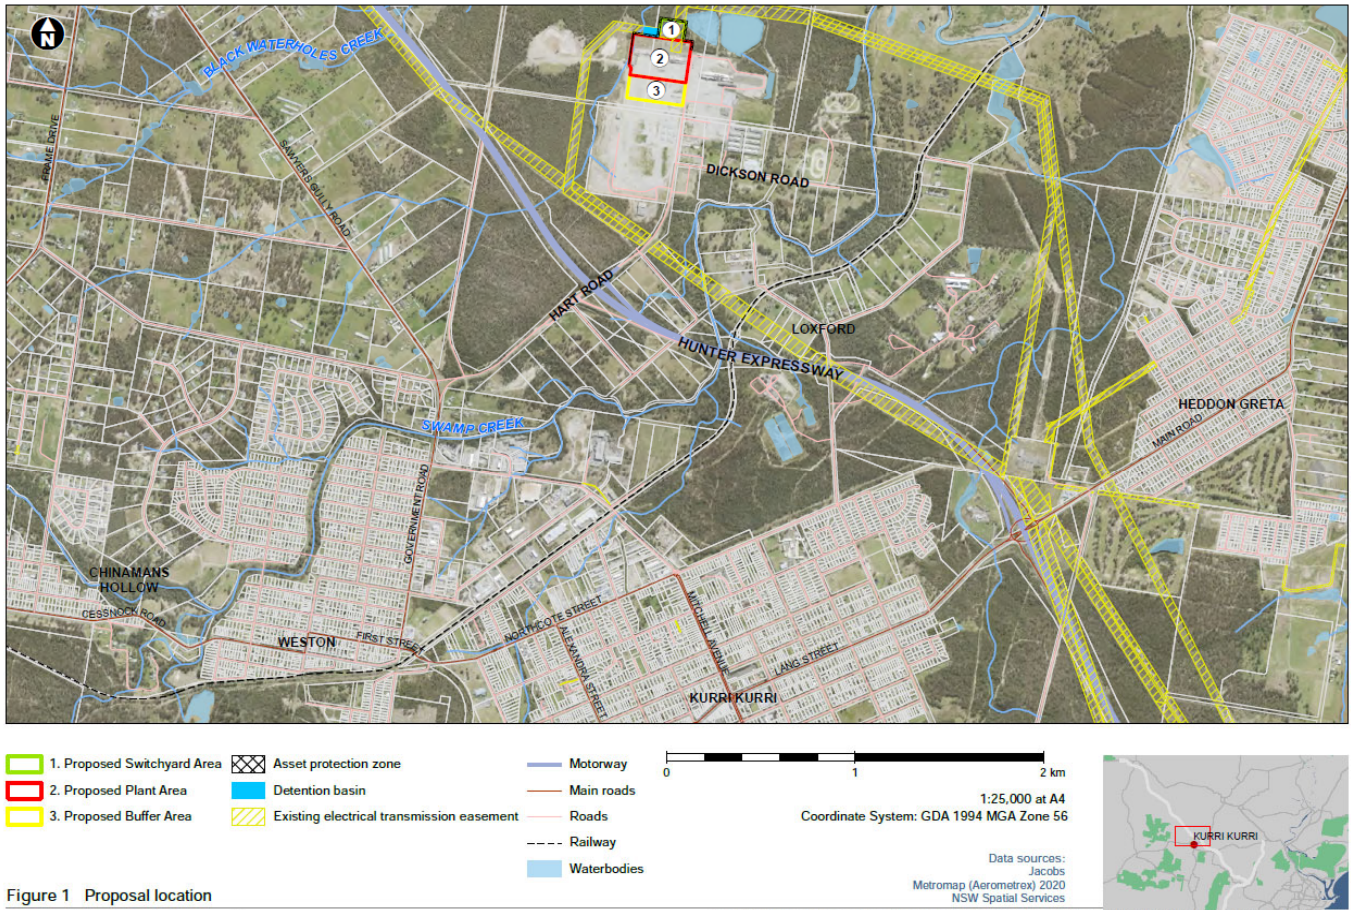 N
BLACK WATERHOLES CREEK
1
2
3
FRAME DRIVE
SAWYERS GULLY ROAD
DICKSON ROAD
HART ROAD
LOXFORD
HUNTER EXPRESSWAY
HEDDON GRETA
MAIN ROAD
SWAMP CREEK
GOVERNMENT ROAD
CHINAMANS
HOLLOW
CESSNOCK ROAD
WESTON
FIRST STREET
NORTHCOTE STREET
ALEXANDRA STREET
MITCHELL AVENUE
LANG STREET
KURRI KURRI
1. Proposed Switchyard Area
2. Proposed Plant Area
3. Proposed Buffer Area
Asset protection zone
Detention basin
Existing electrical transmission easement
Motorway
Main roads
Roads
Railway
Waterbodies
0 1 2 km
1:25,000 at A4
Coordinate System: GDA 1994 MGA Zone 56
Data sources:
Jacobs
Metromap (Aerometrex) 2020
NSW Spatial Services
KURRI KURRI
Figure 1 Proposal location